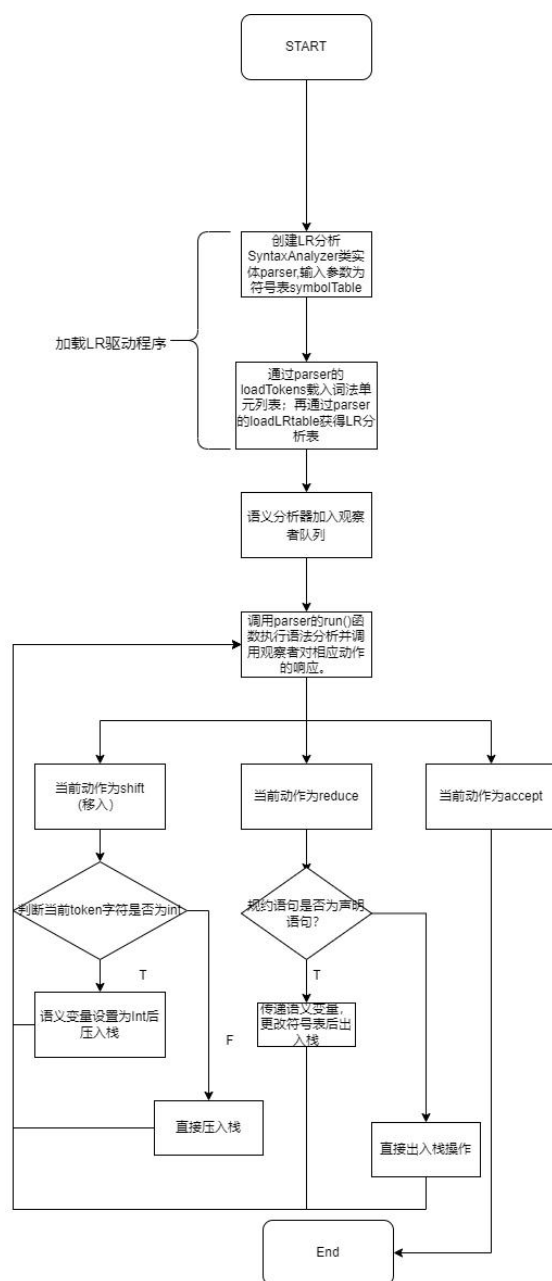 START
创建LR分析
SyntaxAnalyzer类实
体parser,输入参数为
符号表symbolTable
加载LR驱动程序
通过parser的
loadTokens载入词法单
元列表；再通过parser
的loadLRtable获得LR分
析表
语义分析器加入观察
者队列
调用parser的run()函
数执行语法分析并调
用观察者对相应动作
的响应。
当前动作为shift
(移入）
当前动作为reduce
当前动作为accept
判断当前token字符是否为int
规约语句是否为声明
语句？
T
T
语义变量设置为Int后
压入栈
传递语义变量，
更改符号表后出
入栈
F
直接压入栈
直接出入栈操作
End